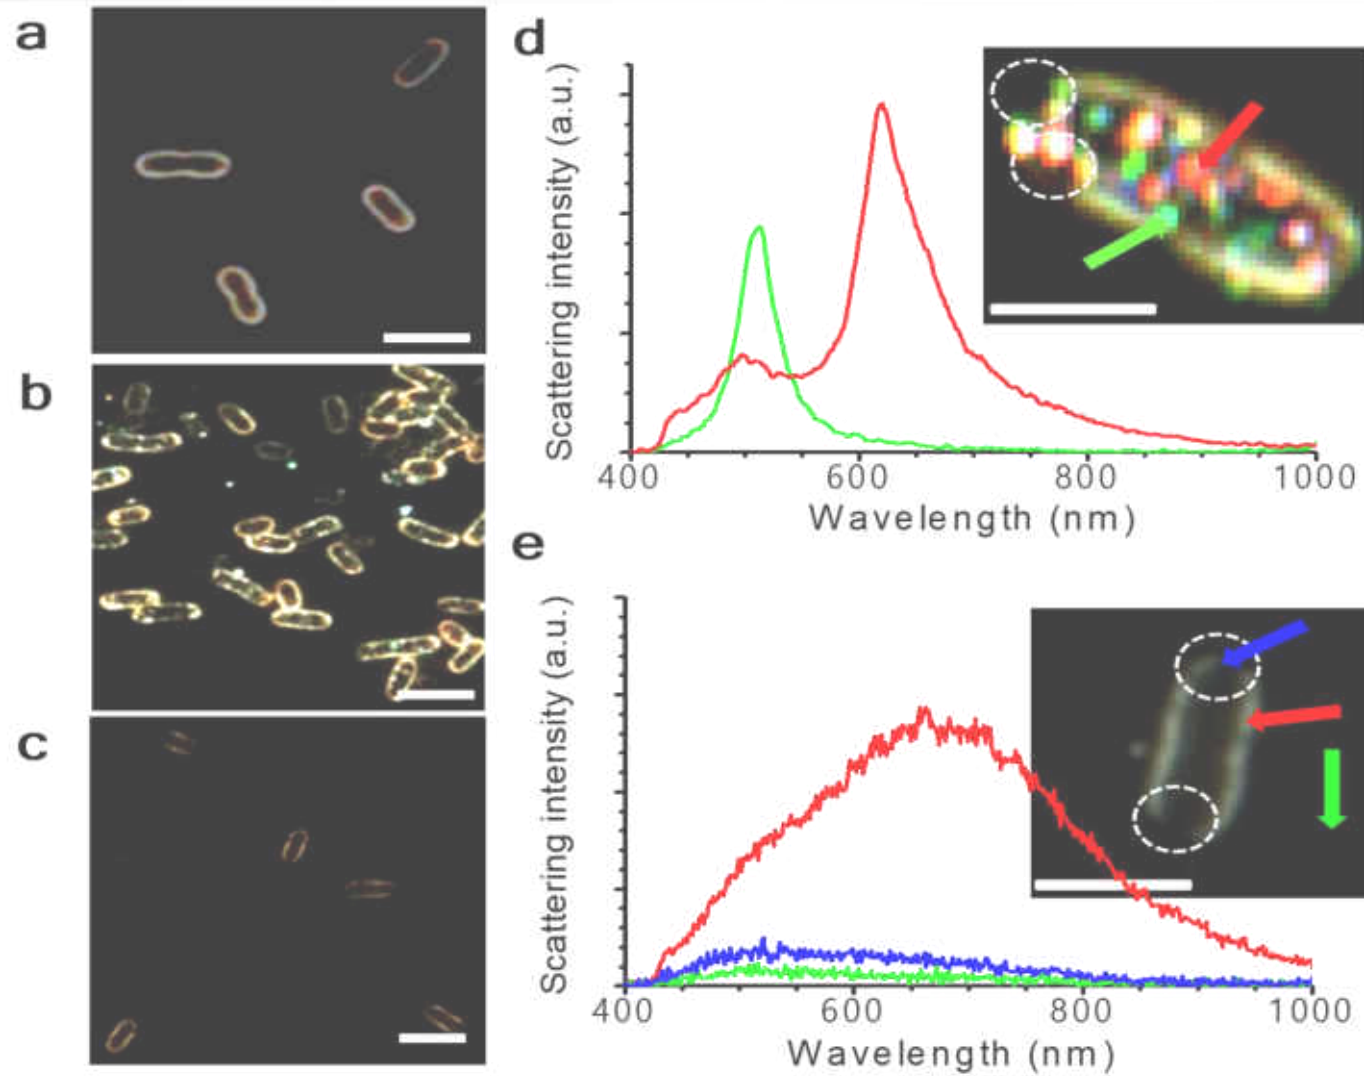 a
b
c
d
Scattering intensity (a.u.)
400
600
800
1000
Wavelength (nm)
e
Scattering intensity (a.u.)
400
600
800
1000
Wavelength (nm)